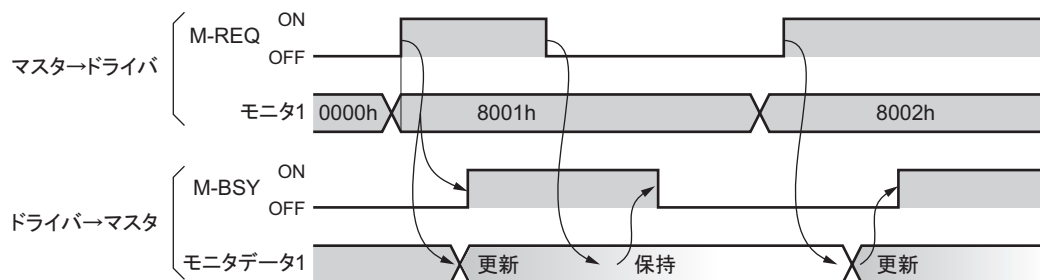 マスタ→ドライバ
M-REQ
ON
OFF
モニタ1
0000h
8001h
8002h
ドライバ→マスタ
M-BSY
ON
OFF
モニタデータ1
更新
保持
更新